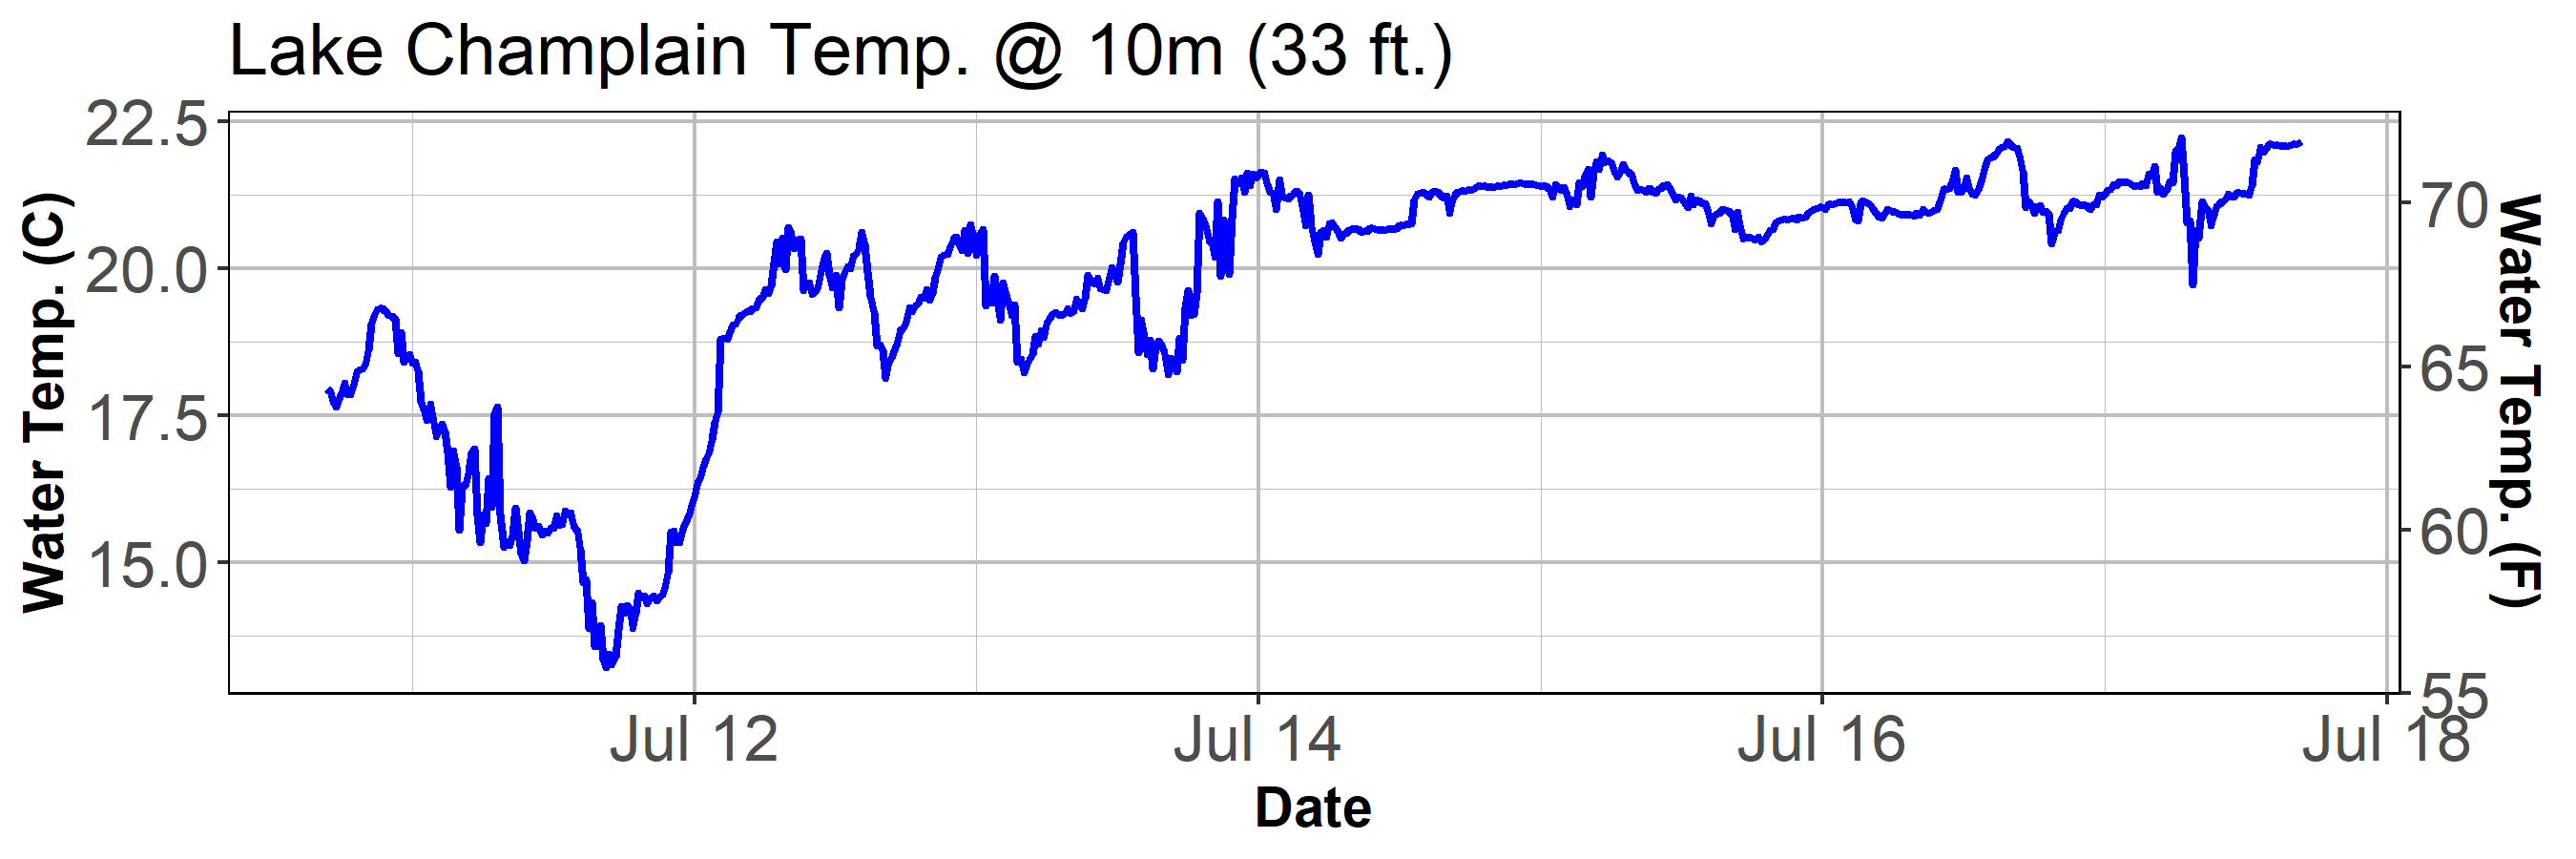 Lake Champlain Temp. @ 10m (33 ft.)
Water Temp. (C)
22.5
20.0
17.5
15.0
70
65
60
55
Water Temp. (F)
Jul 12
Jul 14
Jul 16
Jul 18
Date